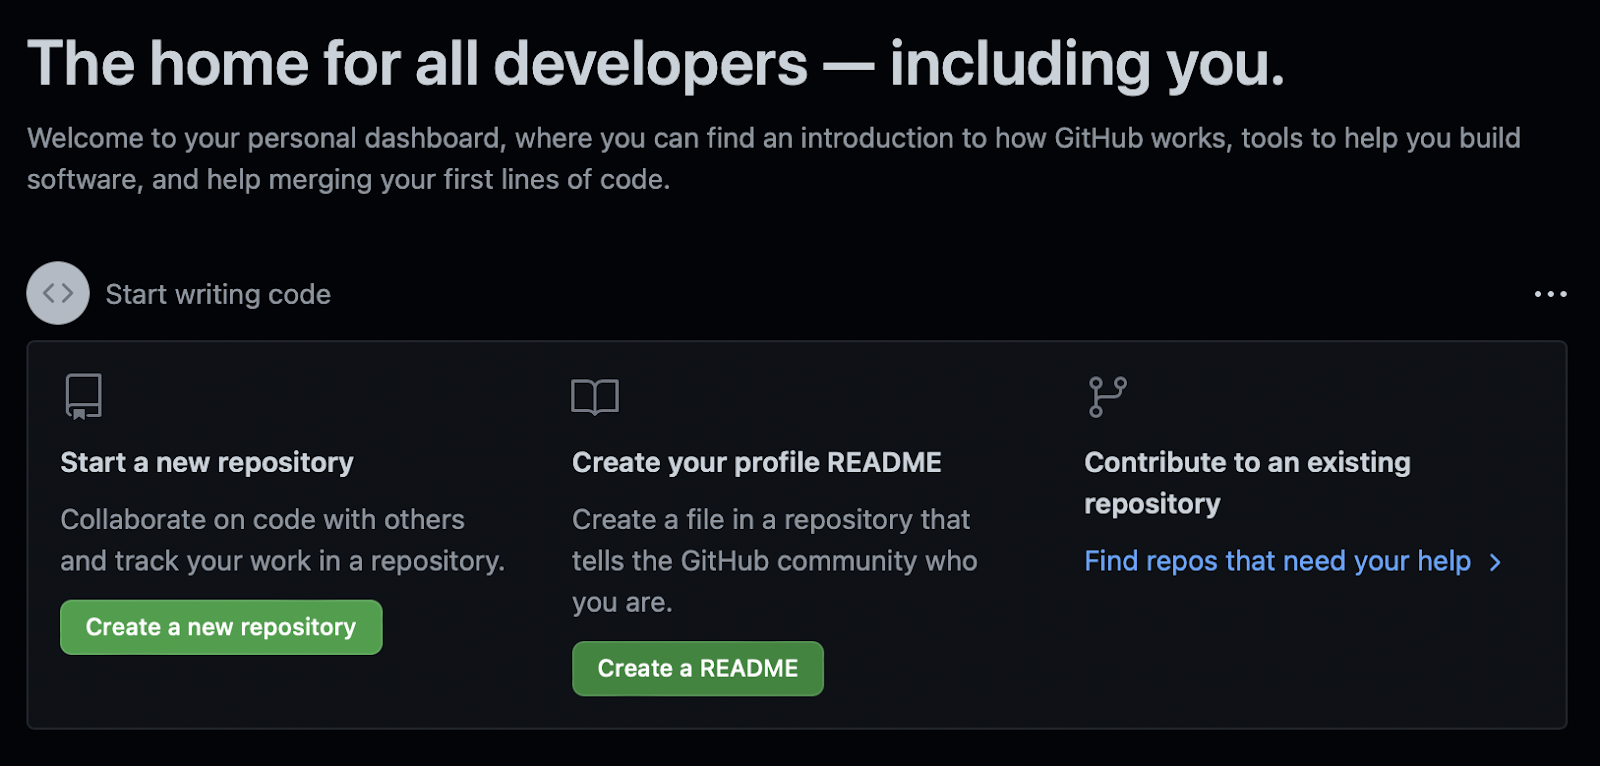 The home for all developers — including you.
Welcome to your personal dashboard, where you can find an introduction to how GitHub works, tools to help you build
software, and help merging your first lines of code.
Start writing code
Start a new repository
Collaborate on code with others
and track your work in a repository.
Create a new repository
Create your profile README
Create a file in a repository that
tells the GitHub community who
you are.
Create a README
Contribute to an existing
repository
Find repos that need your help